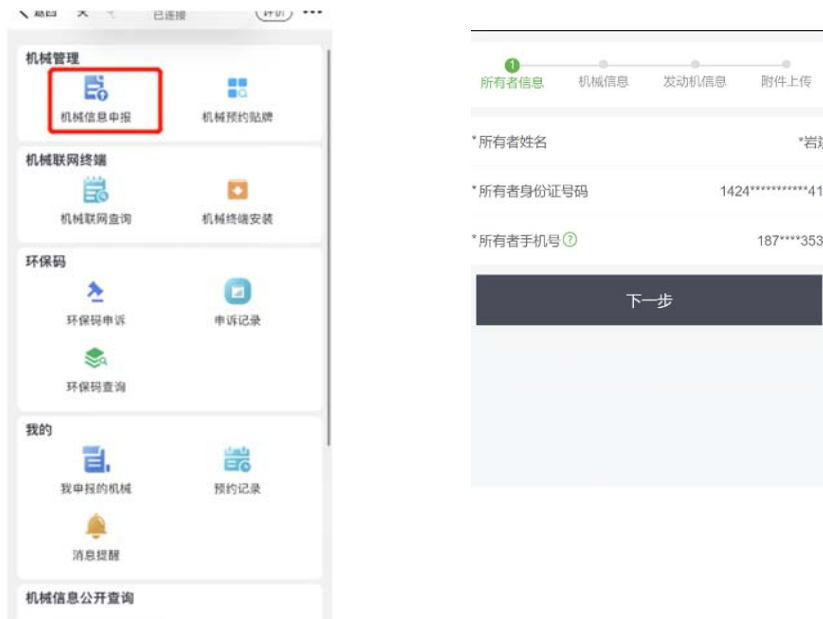 返回
已连接
评价
机械管理
机械信息申报 机械预约贴牌
机械联网终端
机械联网查询 机械终端安装
环保码
环保码申诉 申诉记录
环保码查询
我的
我申报的机械 预约记录
消息提醒
机械信息公开查询
1
所有者信息 机械信息 发动机信息 附件上传
*所有者姓名 *岩
*所有者身份证号码 1424***********41
*所有者手机号? 187****353
下一步